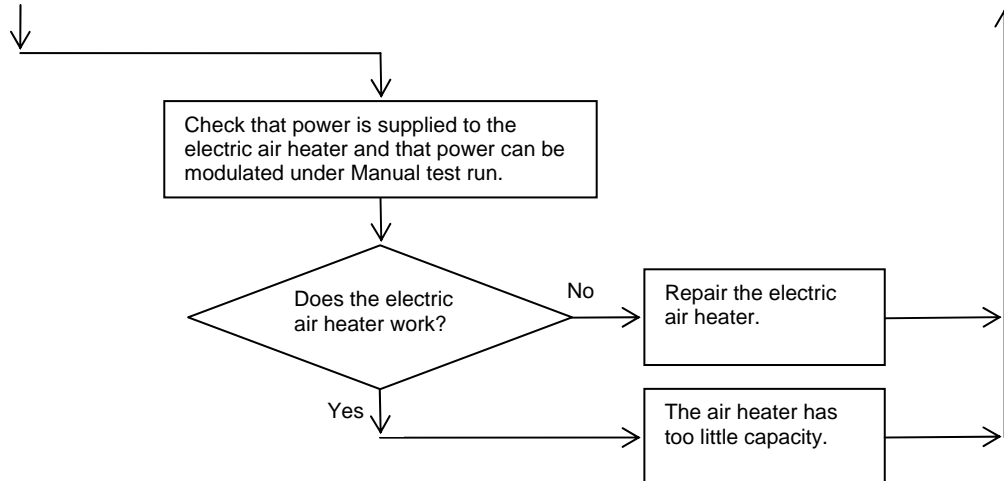 Check that power is supplied to the
electric air heater and that power can be
modulated under Manual test run.
Does the electric
air heater work?
No
Repair the electric
air heater.
Yes
The air heater has
too little capacity.